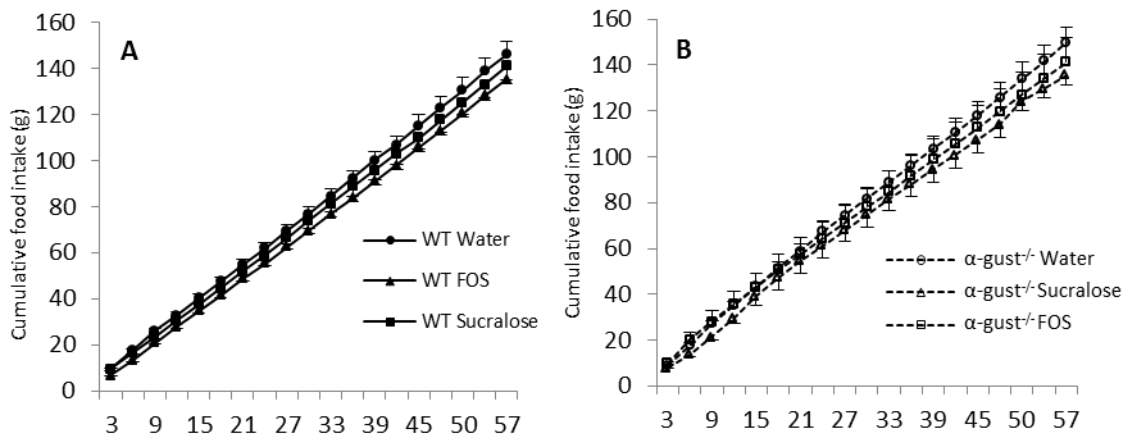 A
Cumulative food intake (g)
160
140
120
100
80
60
40
20
0
3 9 15 21 27 33 39 45 50 57
WT Water
WT FOS
WT Sucralose
B
Cumulative food intake (g)
160
140
120
100
80
60
40
20
0
3 9 15 21 27 33 39 45 50 57
α-gust-/- Water
α-gust-/- Sucralose
α-gust-/- FOS